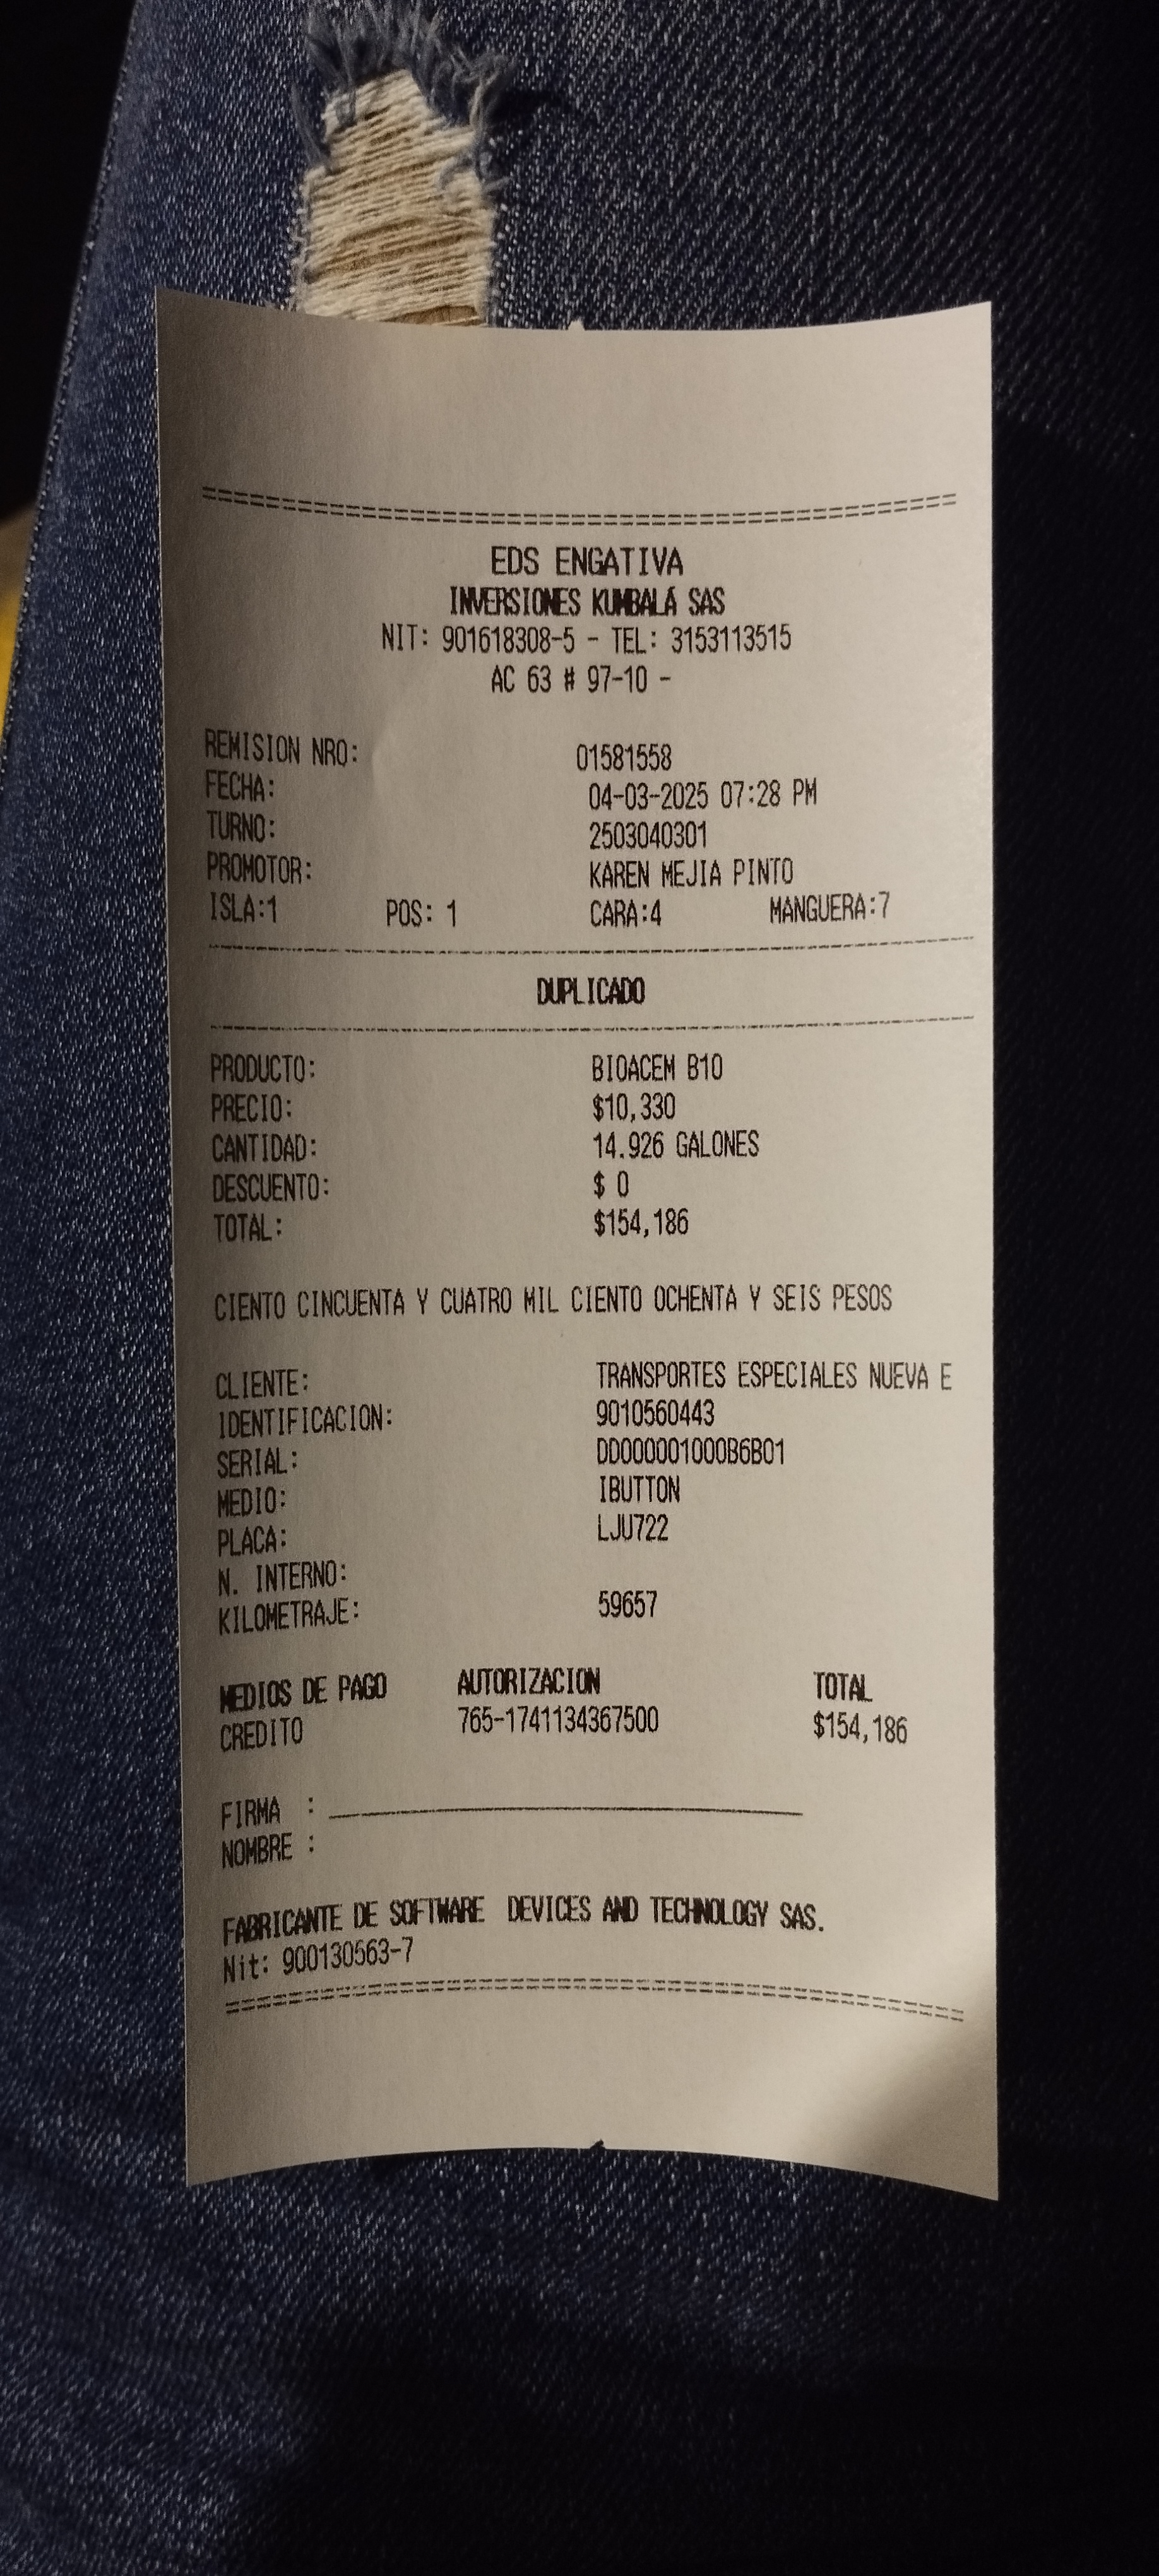 EDS ENGATIVA
INVERSIONES KUMBALÁ SAS
NIT: 901618308-5 - TEL: 3153113515
AC 63 # 97-10 -
REMISION NRO: 01581558
FECHA: 04-03-2025 07:28 PM
TURNO: 2503040301
PROMOTOR: KAREN MEJIA PINTO
ISLA:1 POS: 1 CARA:4 MANGUERA:7
DUPLICADO
PRODUCTO: BIOACEM B10
PRECIO: $10,330
CANTIDAD: 14.926 GALONES
DESCUENTO: $ 0
TOTAL: $154,186
CIENTO CINCUENTA Y CUATRO MIL CIENTO OCHENTA Y SEIS PESOS
CLIENTE: TRANSPORTES ESPECIALES NUEVA E
IDENTIFICACION: 9010560443
SERIAL: DD000001000B6B01
MEDIO: IBUTTON
PLACA: LJU722
N. INTERNO:
KILOMETRAJE: 59657
MEDIOS DE PAGO AUTORIZACION TOTAL
CREDITO 765-1741134367500 $154,186
FIRMA :
NOMBRE :
FABRICANTE DE SOFTWARE DEVICES AND TECHNOLOGY SAS.
Nit: 900130563-7